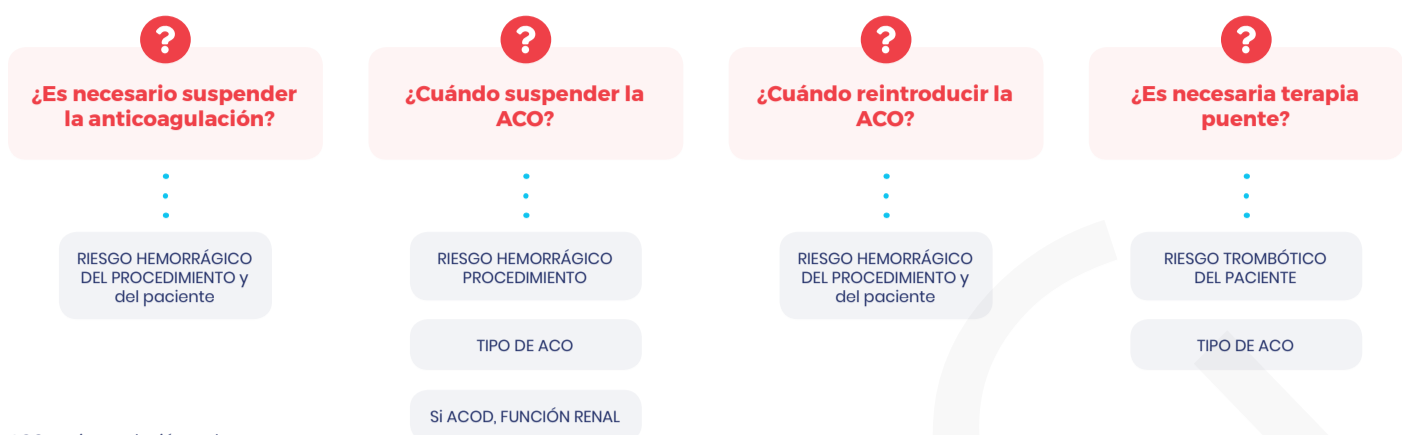 ?
¿Es necesario suspender
la anticoagulación?
RIESGO HEMORRÁGICO
DEL PROCEDIMIENTO y
del paciente
?
¿Cuándo suspender la
ACO?
RIESGO HEMORRÁGICO
PROCEDIMIENTO
TIPO DE ACO
Si ACOD, FUNCIÓN RENAL
?
¿Cuándo reintroducir la
ACO?
RIESGO HEMORRÁGICO
DEL PROCEDIMIENTO y
del paciente
?
¿Es necesaria terapia
puente?
RIESGO TROMBÓTICO
DEL PACIENTE
TIPO DE ACO